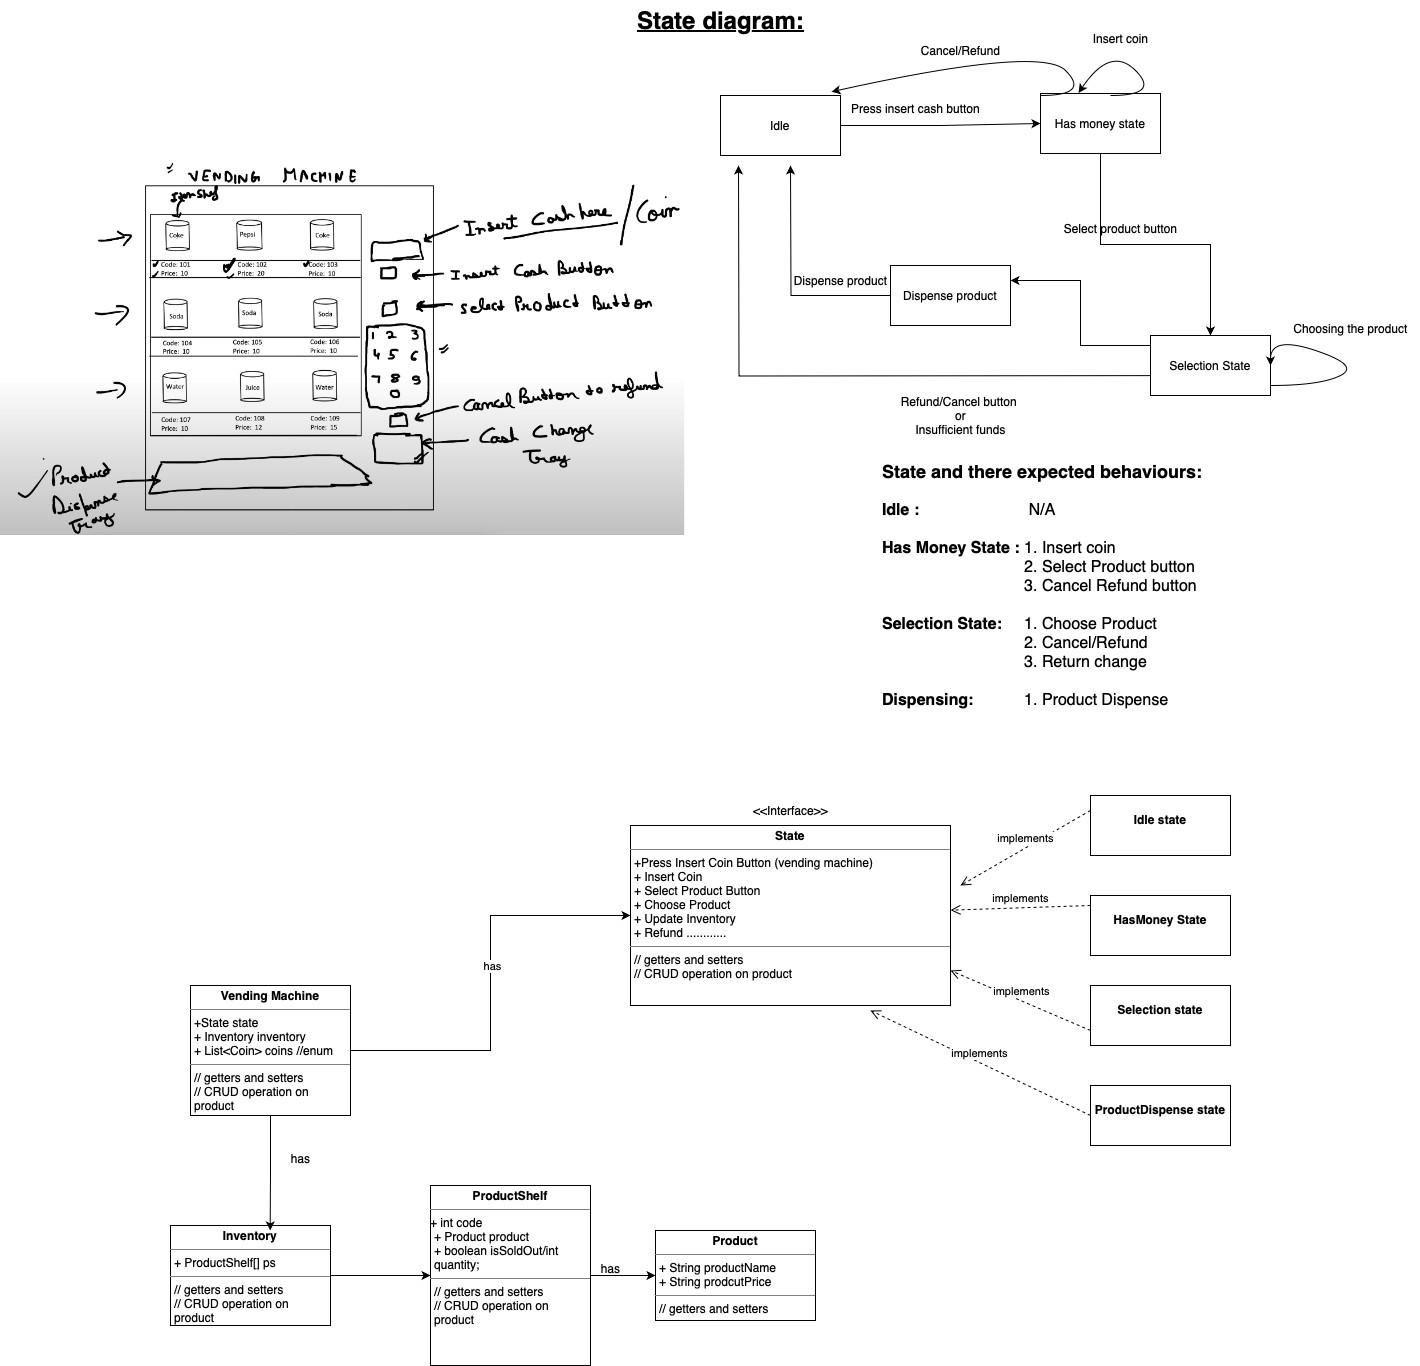 State diagram:
Insert coin
Cancel/Refund
Press insert cash button
Idle
Has money state
Select product button
Dispense product
Dispense product
Choosing the product
Selection State
Refund/Cancel button
or
Insufficient funds
VENDING MACHINE
Item Shelf
Coke
Pepsi
Coke
Code: 101
Code: 102
Code: 103
Price: 10
Price: 20
Price: 10
Soda
Soda
Soda
Code: 104
Code: 105
Code: 106
Price: 10
Price: 10
Price: 10
Water
Juice
Water
Code: 107
Code: 108
Code: 109
Price: 10
Price: 12
Price: 15
Insert Cash here / Coin
Insert Cash Button
Select Product Button
1 2 3
4 5 6
7 8 9
0
Cancel Button to refund
Cash Change
Tray
Product
Dispense
Tray
State and there expected behaviours:
Idle : N/A
Has Money State : 1. Insert coin
2. Select Product button
3. Cancel Refund button
Selection State: 1. Choose Product
2. Cancel/Refund
3. Return change
Dispensing: 1. Product Dispense
<<Interface>>
State
+Press Insert Coin Button (vending machine)
+ Insert Coin
+ Select Product Button
+ Choose Product
+ Update Inventory
+ Refund ............
// getters and setters
// CRUD operation on product
Idle state
implements
HasMoney State
implements
Selection state
implements
ProductDispense state
implements
has
Vending Machine
+State state
+ Inventory inventory
+ List<Coin> coins //enum
// getters and setters
// CRUD operation on
product
has
Inventory
+ ProductShelf[] ps
// getters and setters
// CRUD operation on
product
ProductShelf
+ int code
+ Product product
+ boolean isSoldOut/int
quantity;
// getters and setters
// CRUD operation on
product
has
Product
+ String productName
+ String prodcutPrice
// getters and setters